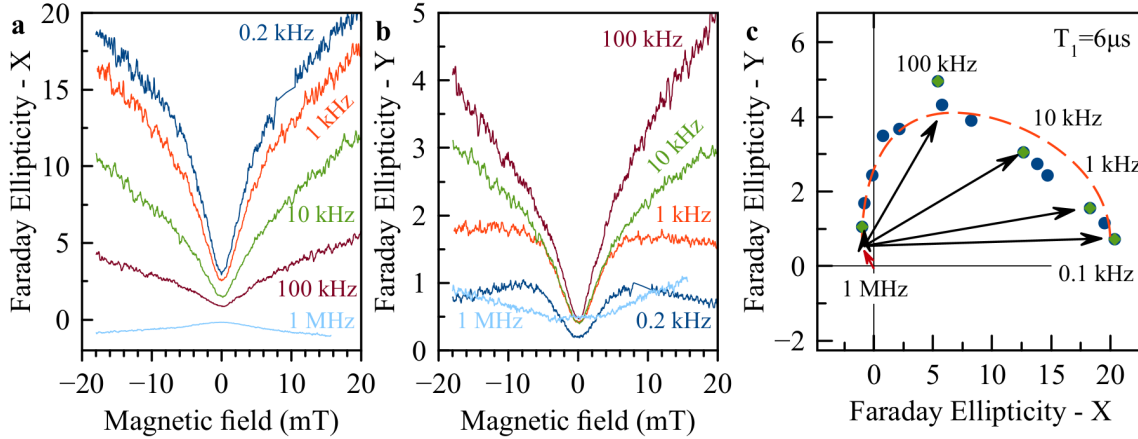 a
Faraday Ellipticity - X
20
15
10
5
0
0.2 kHz
1 kHz
10 kHz
100 kHz
1 MHz
−20 −10 0 10 20
Magnetic field (mT)
b
Faraday Ellipticity - Y
5
4
3
2
1
0
100 kHz
10 kHz
1 kHz
1 MHz
0.2 kHz
−20 −10 0 10 20
Magnetic field (mT)
c
Faraday Ellipticity - Y
6
4
2
0
−2
T₁=6μs
100 kHz
10 kHz
1 kHz
0.1 kHz
1 MHz
0 5 10 15 20
Faraday Ellipticity - X